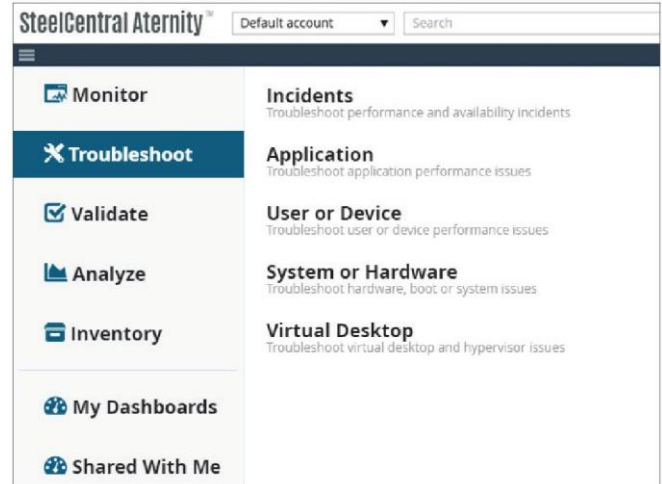 SteelCentral Aternity™ Default account Search
Monitor
Troubleshoot
Validate
Analyze
Inventory
My Dashboards
Shared With Me
Incidents
Troubleshoot performance and availability incidents
Application
Troubleshoot application performance issues
User or Device
Troubleshoot user or device performance issues
System or Hardware
Troubleshoot hardware, boot or system issues
Virtual Desktop
Troubleshoot virtual desktop and hypervisor issues